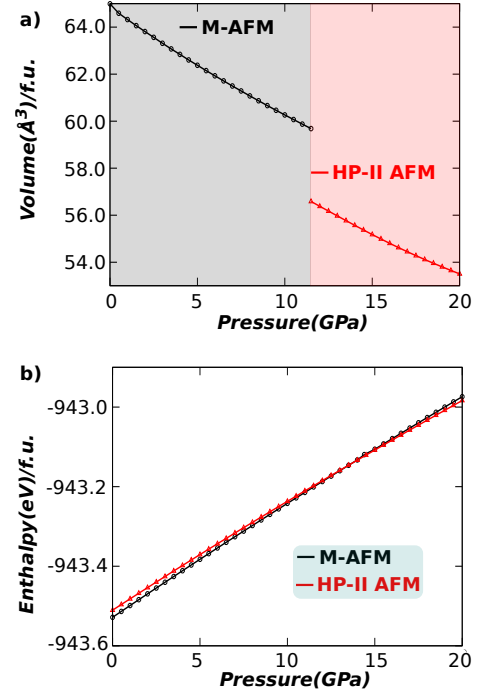 a)
Volume(Å³)/f.u.
64.0
62.0
60.0
58.0
56.0
54.0
M-AFM
HP-II AFM
0 5 10 15 20
Pressure(GPa)
b)
Enthalpy(eV)/f.u.
-943.0
-943.2
-943.4
-943.6
M-AFM
HP-II AFM
0 5 10 15 20
Pressure(GPa)